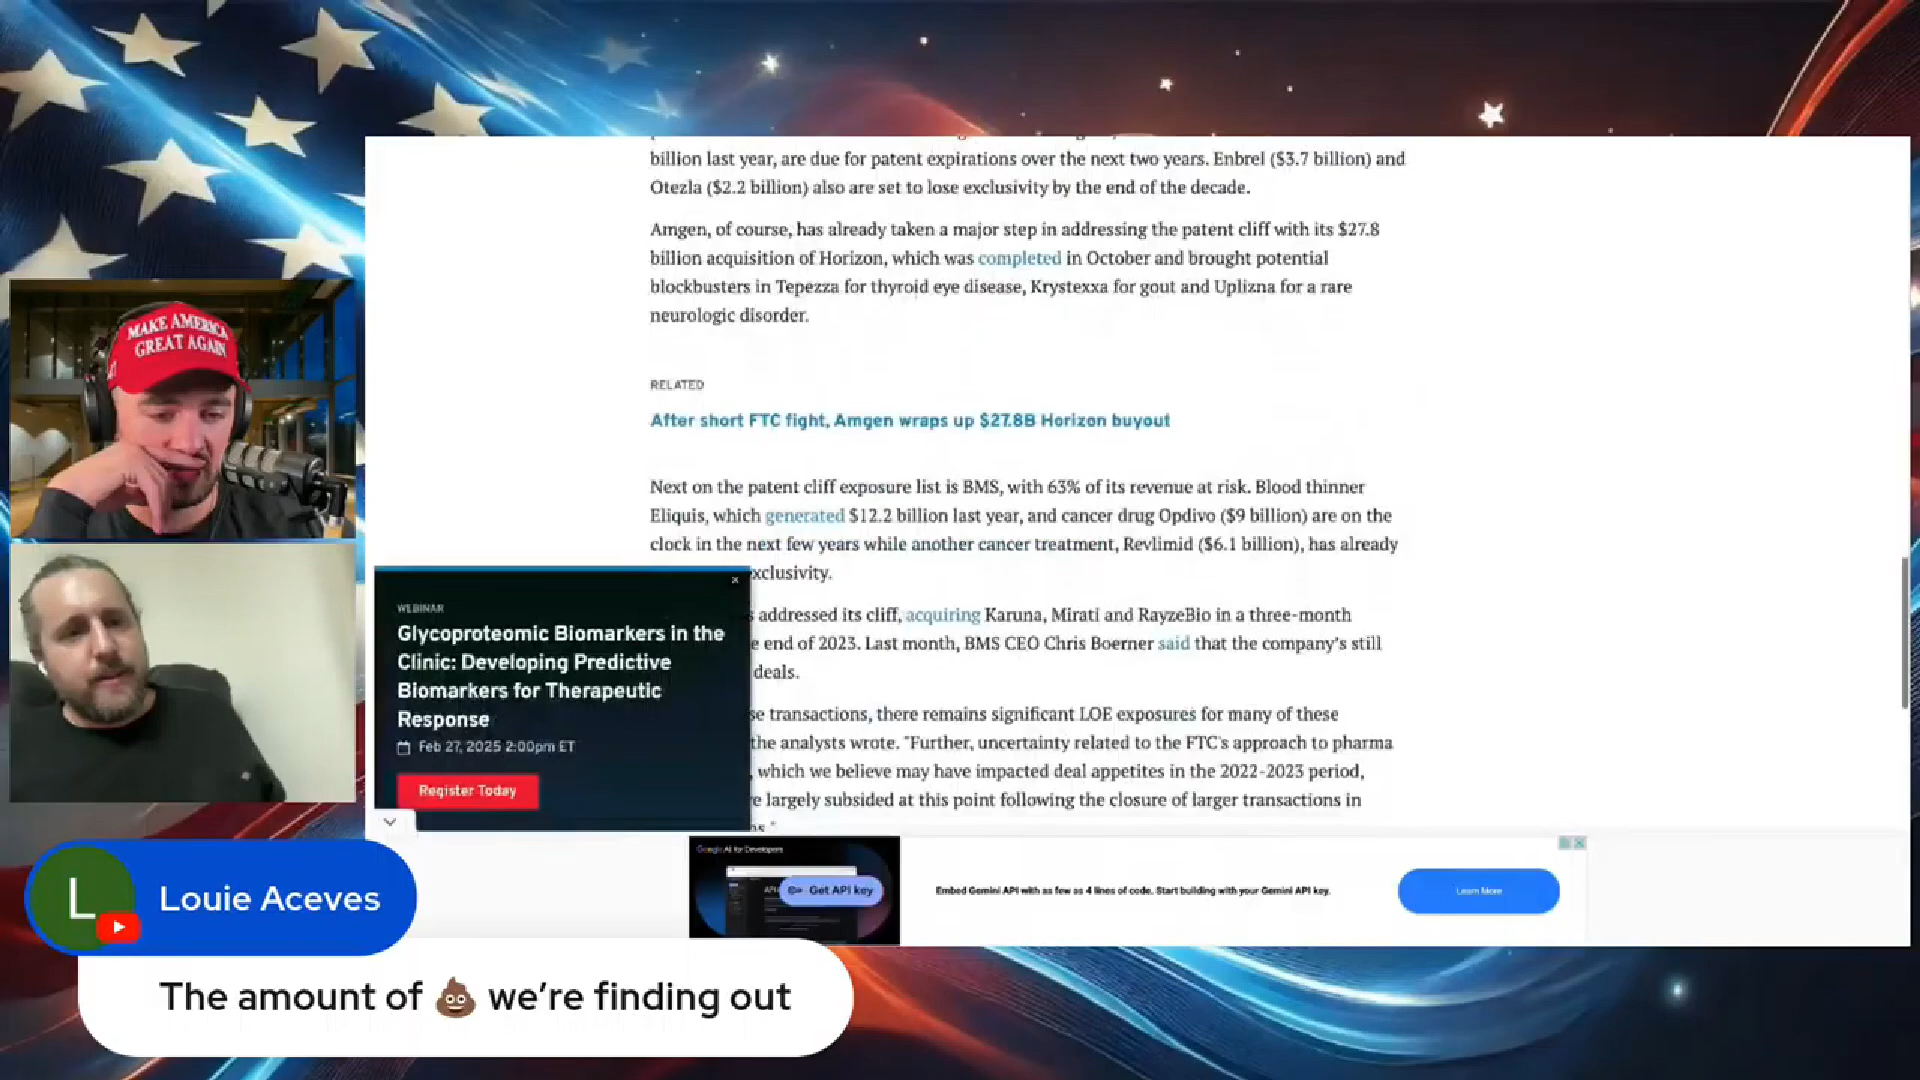 billion last year, are due for patent expirations over the next two years. Enbrel ($3.7 billion) and
Otezla ($2.2 billion) also are set to lose exclusivity by the end of the decade.
Amgen, of course, has already taken a major step in addressing the patent cliff with its $27.8
billion acquisition of Horizon, which was completed in October and brought potential
blockbusters in Tepezza for thyroid eye disease, Krystexxa for gout and Uplizna for a rare
neurologic disorder.
RELATED
After short FTC fight, Amgen wraps up $27.8B Horizon buyout
Next on the patent cliff exposure list is BMS, with 63% of its revenue at risk. Blood thinner
Eliquis, which generated $12.2 billion last year, and cancer drug Opdivo ($9 billion) are on the
clock in the next few years while another cancer treatment, Revlimid ($6.1 billion), has already
xclusivity.
addressed its cliff, acquiring Karuna, Mirati and RayzeBio in a three-month
end of 2023. Last month, BMS CEO Chris Boerner said that the company's still
deals.
se transactions, there remains significant LOE exposures for many of these
the analysts wrote. "Further, uncertainty related to the FTC's approach to pharma
, which we believe may have impacted deal appetites in the 2022-2023 period,
largely subsided at this point following the closure of larger transactions in
WEBINAR
Glycoproteomic Biomarkers in the
Clinic: Developing Predictive
Biomarkers for Therapeutic
Response
Feb 27, 2025 2:00pm ET
Register Today
Google AI for Developers
Get API key
Embed Gemini API with as few as 4 lines of code. Start building with your Gemini API key.
Learn More
MAKE AMERICA
GREAT AGAIN
L
Louie Aceves
The amount of 💩 we're finding out